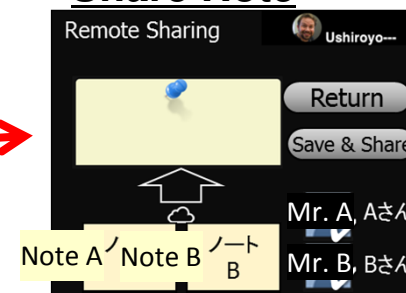 Share Note
Remote Sharing
Ushiroyo---
Return
Save & Share
Mr. A, Aさん
Note A
Note B
ノート
B
Mr. B, Bさん